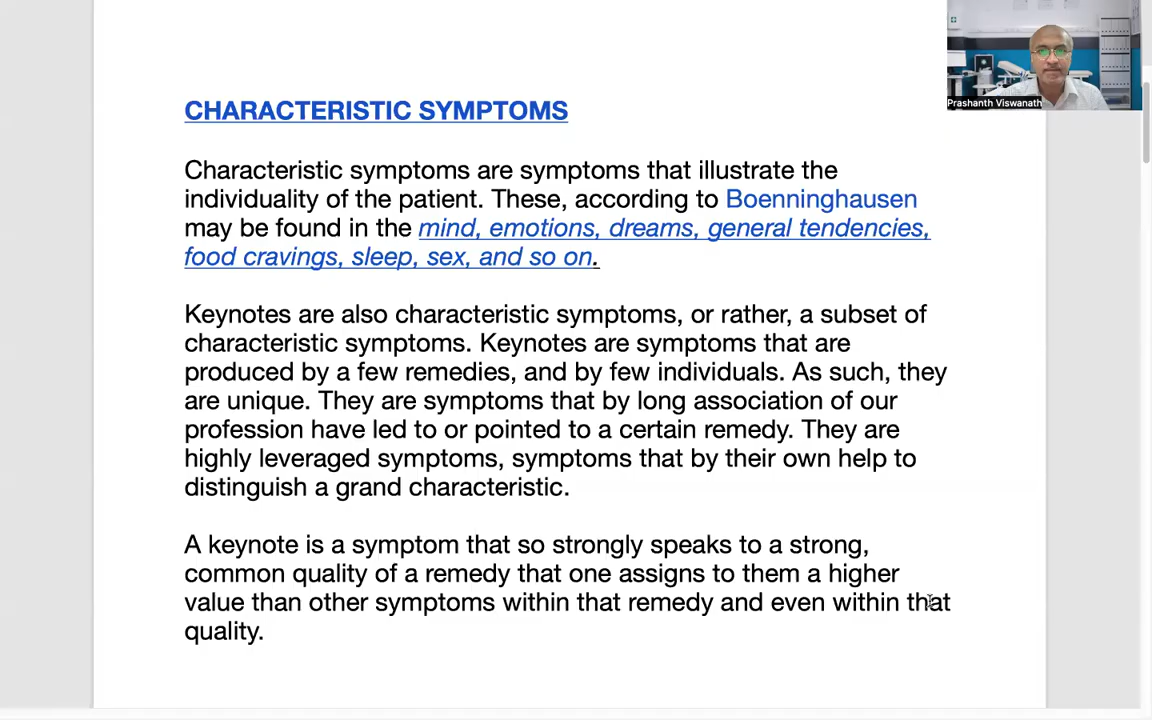 Prashanth Viswanath
CHARACTERISTIC SYMPTOMS
Characteristic symptoms are symptoms that illustrate the
individuality of the patient. These, according to Boenninghausen
may be found in the mind, emotions, dreams, general tendencies,
food cravings, sleep, sex, and so on.
Keynotes are also characteristic symptoms, or rather, a subset of
characteristic symptoms. Keynotes are symptoms that are
produced by a few remedies, and by few individuals. As such, they
are unique. They are symptoms that by long association of our
profession have led to or pointed to a certain remedy. They are
highly leveraged symptoms, symptoms that by their own help to
distinguish a grand characteristic.
A keynote is a symptom that so strongly speaks to a strong,
common quality of a remedy that one assigns to them a higher
value than other symptoms within that remedy and even within that
quality.